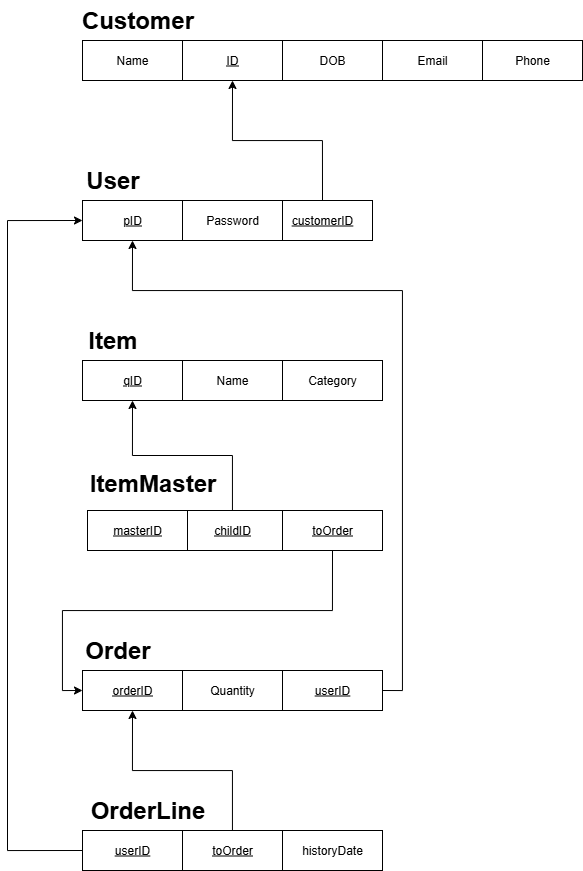 Customer
Name ID DOB Email Phone
User
pID Password customerID
Item
qID Name Category
ItemMaster
masterID childID toOrder
Order
orderID Quantity userID
OrderLine
userID toOrder historyDate